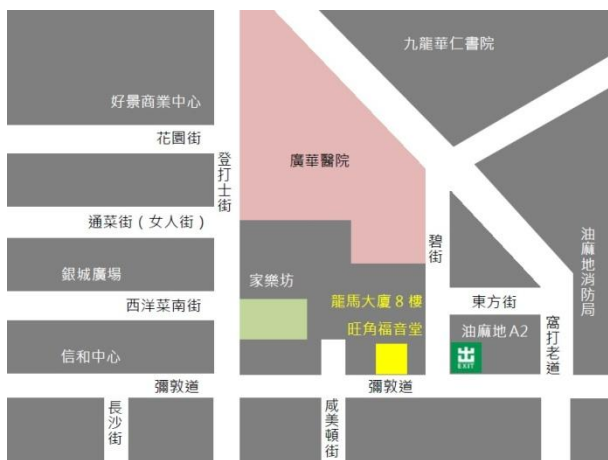 九龍華仁書院
好景商業中心
花園街
登打士街
廣華醫院
通菜街(女人街)
碧街
油麻地消防局
銀城廣場
家樂坊
龍馬大廈 8 樓
西洋菜南街
東方街
旺角福音堂
油麻地 A2
窩打老道
信和中心
出
EXIT
彌敦道
彌敦道
長沙街
咸美頓街